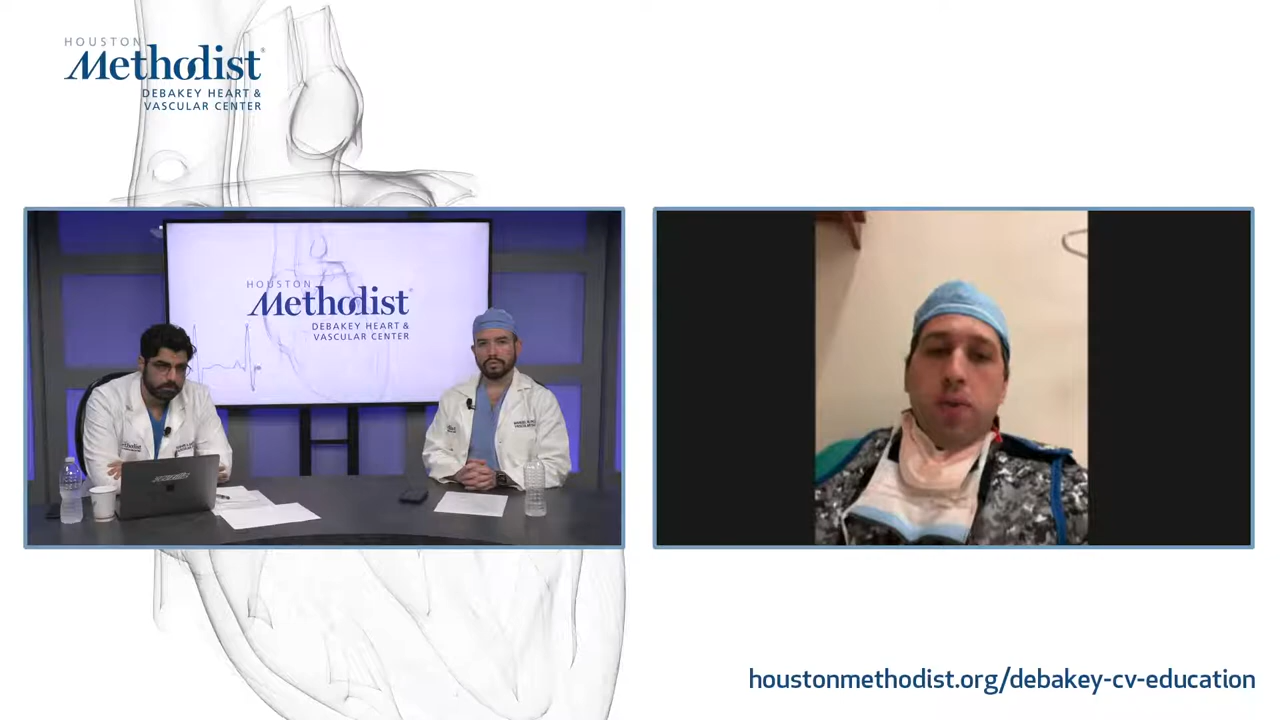 HOUSTON
Methodist®
DEBAKEY HEART &
VASCULAR CENTER
HOUSTON
Methodist
DEBAKEY HEART &
VASCULAR CENTER
houstonmethodist.org/debakey-cv-education